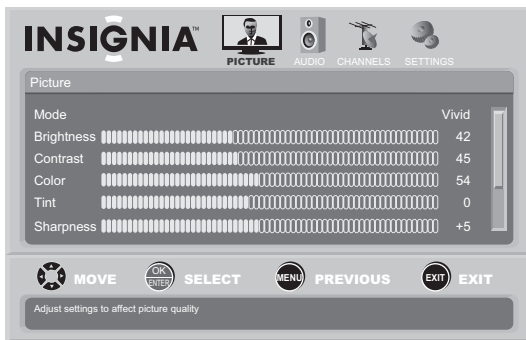 INSIGNIA™
PICTURE AUDIO CHANNELS SETTINGS
Picture
Mode Vivid
Brightness 42
Contrast 45
Color 54
Tint 0
Sharpness +5
MOVE OK ENTER SELECT MENU PREVIOUS EXIT EXIT
Adjust settings to affect picture quality